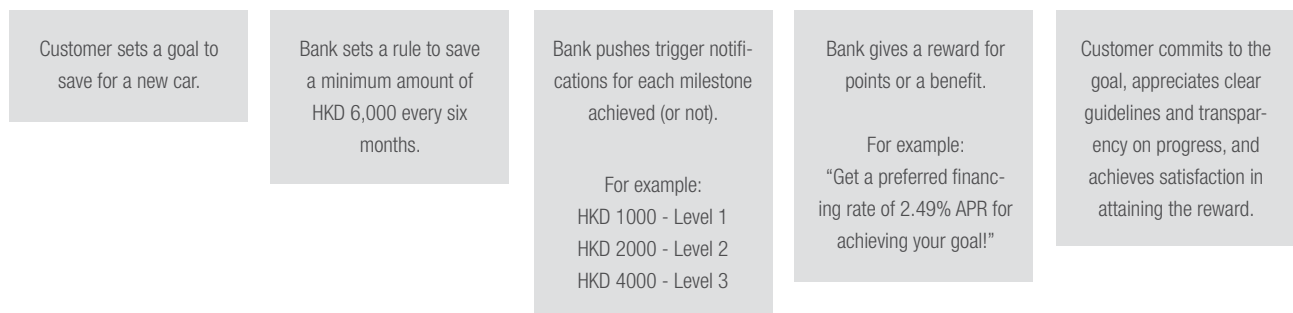 Customer sets a goal to
save for a new car.
Bank sets a rule to save
a minimum amount of
HKD 6,000 every six
months.
Bank pushes trigger notifi-
cations for each milestone
achieved (or not).
For example:
HKD 1000 - Level 1
HKD 2000 - Level 2
HKD 4000 - Level 3
Bank gives a reward for
points or a benefit.
For example:
“Get a preferred financ-
ing rate of 2.49% APR for
achieving your goal!”
Customer commits to the
goal, appreciates clear
guidelines and transpar-
ency on progress, and
achieves satisfaction in
attaining the reward.